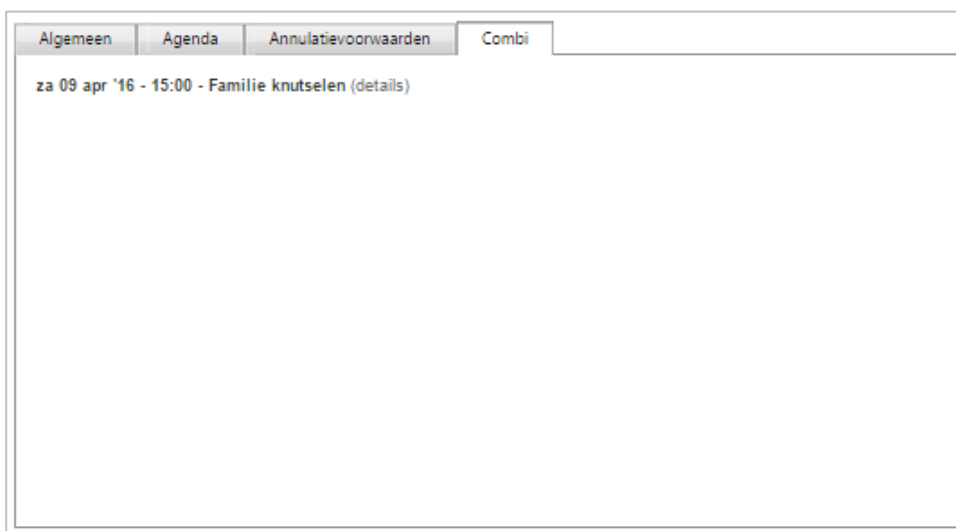 Algemeen Agenda Annulatievoorwaarden Combi
za 09 apr '16 - 15:00 - Familie knutselen (details)